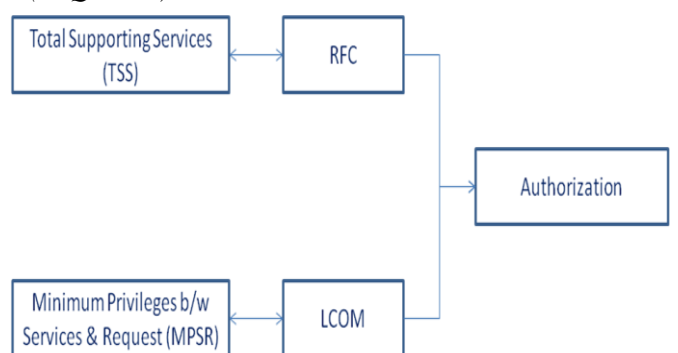 Total Supporting Services
(TSS)
RFC
Authorization
Minimum Privileges b/w
Services & Request (MPSR)
LCOM